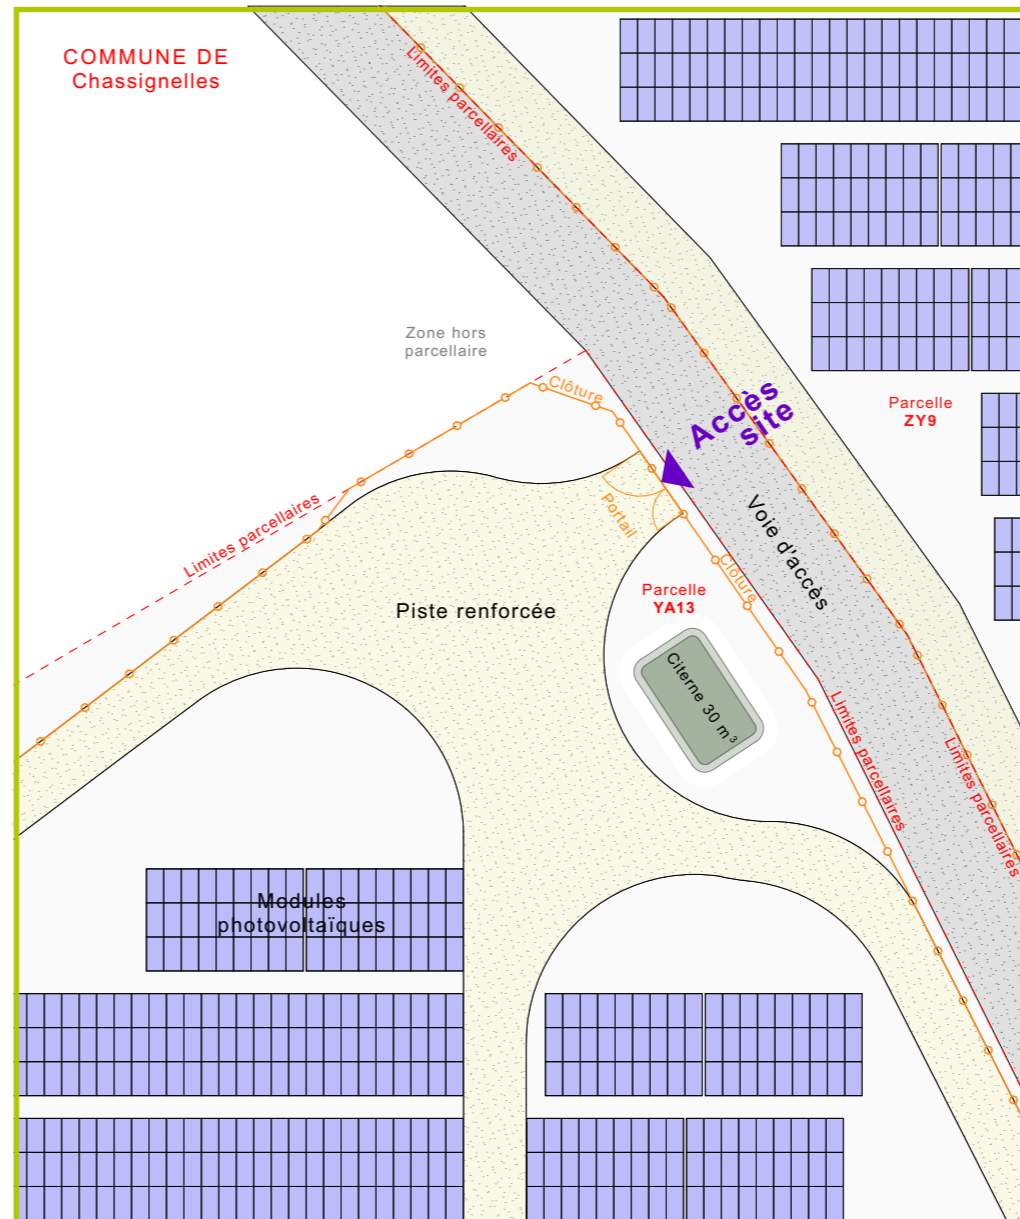 COMMUNE DE
Chassignelles
Limites parcellaires
Zone hors
parcellaire
Clôture
Accès
site
Parcelle
ZY9
Limites parcellaires
Portail
Voie d'accès
Clôture
Parcelle
YA13
Piste renforcée
Citerne 30 m³
Limites parcellaires
Limites parcellaires
Modules
photovoltaïques